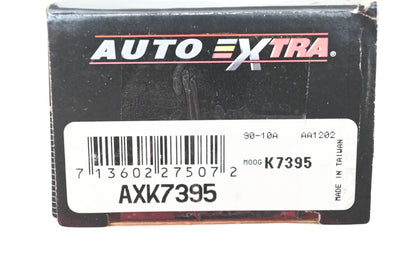 AUTO EXTRA®
90-10A AA1202
MOOG K7395
7 13602 27507 2
AXK7395
MADE IN TAIWAN